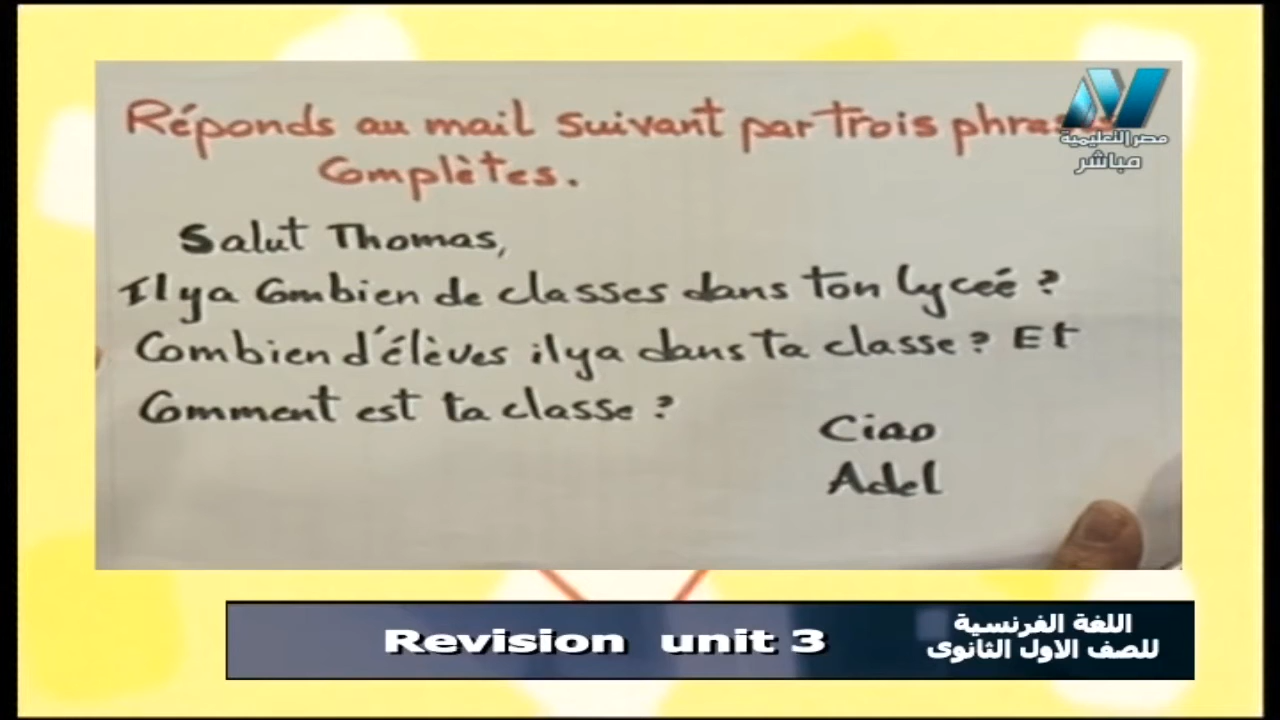 Réponds au mail suivant par trois phrases
complètes.
مصر التعليمية
مباشر
Salut Thomas,
Il y a combien de classes dans ton lycéé ?
Combien d'élèves il y a dans ta classe ? Et
Comment est ta classe ?
Ciao
Adel
Revision unit 3
اللغة الفرنسية
للصف الاول الثانوى